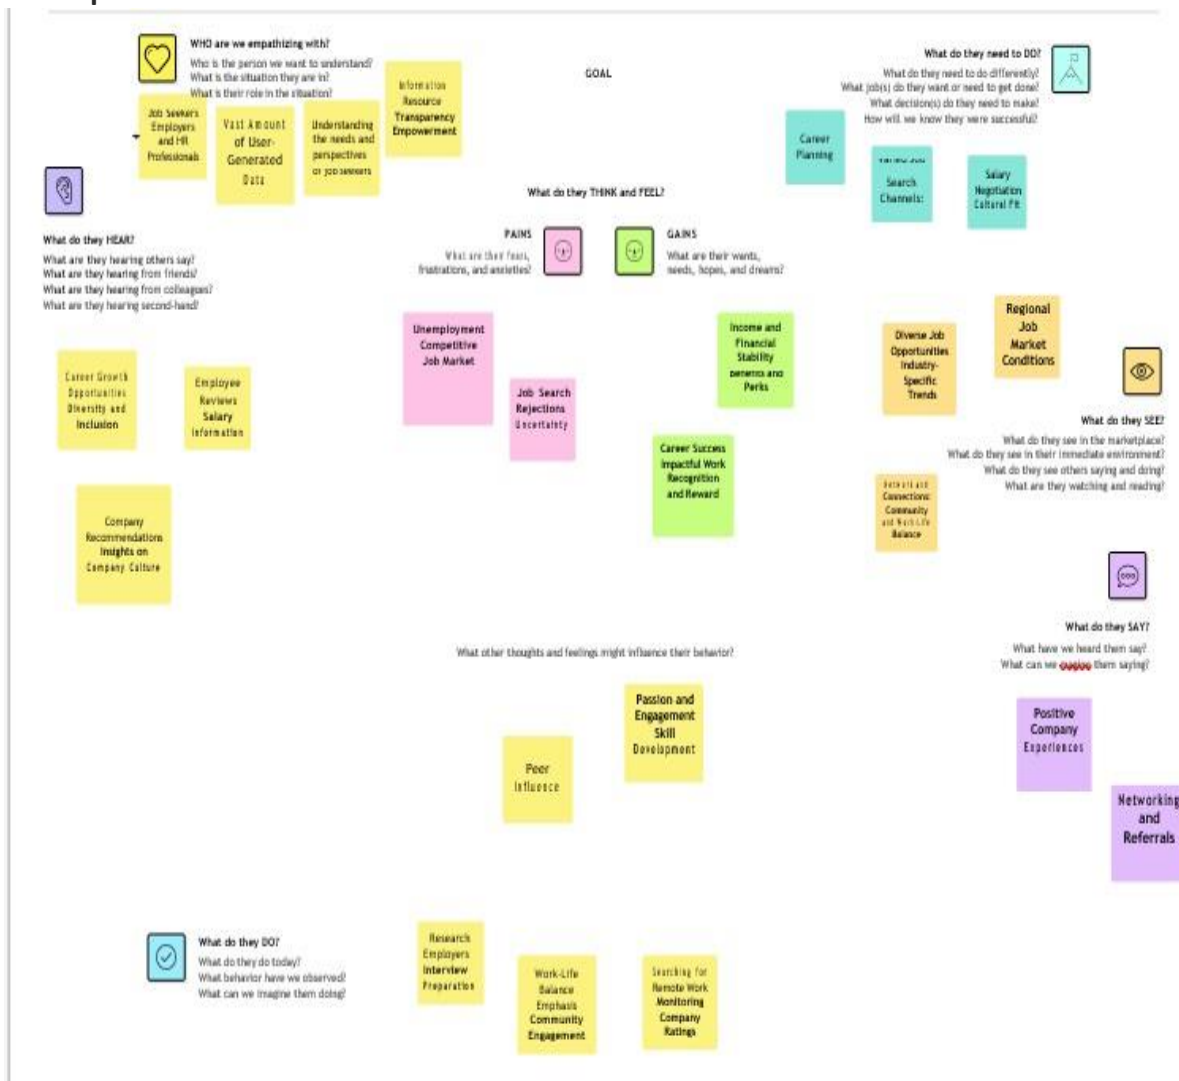 WHO are we empathizing with?
Who is the person we want to understand?
What is the situation they are in?
What is their role in the situation?
Job Seekers
Employers
and HR
Professionals
Vast Amount
of User-
Generated
Data
Understanding
the needs and
perspectives
of job seekers
Information
Resource
Transparency
Empowerment
GOAL
What do they need to DO?
What do they need to do differently?
What job(s) do they want or need to get done?
What decision(s) do they need to make?
How will we know they were successful?
Career
Planning
Search
Channels:
Salary
Negotiation
Cultural Fit
What do they HEAR?
What are they hearing others say?
What are they hearing from friends?
What are they hearing from colleagues?
What are they hearing second-hand?
Career Growth
Opportunities
Diversity and
Inclusion
Employee
Reviews
Salary
Information
Company
Recommendations
Insights on
Company Culture
What do they THINK and FEEL?
PAINS
What are their fears,
frustrations, and anxieties?
GAINS
What are their wants,
needs, hopes, and dreams?
Unemployment
Competitive
Job Market
Job Search
Rejections
Uncertainty
Income and
Financial
Stability
Benefits and
Perks
Career Success
Impactful Work
Recognition
and Reward
Diverse Job
Opportunities
Industry-
Specific
Trends
Regional
Job
Market
Conditions
Network and
Connections:
Community
and Work-Life
Balance
What do they SEE?
What do they see in the marketplace?
What do they see in their immediate environment?
What do they see others saying and doing?
What are they watching and reading?
What do they SAY?
What have we heard them say?
What can we them saying?
Positive
Company
Experiences
Networking
and
Referrals
What other thoughts and feelings might influence their behavior?
Peer
Influence
Passion and
Engagement
Skill
Development
What do they DO?
What do they do today?
What behavior have we observed?
What can we imagine them doing?
Research
Employers
Interview
Preparation
Work-Life
Balance
Emphasis
Community
Engagement
Searching for
Remote Work
Monitoring
Company
Ratings